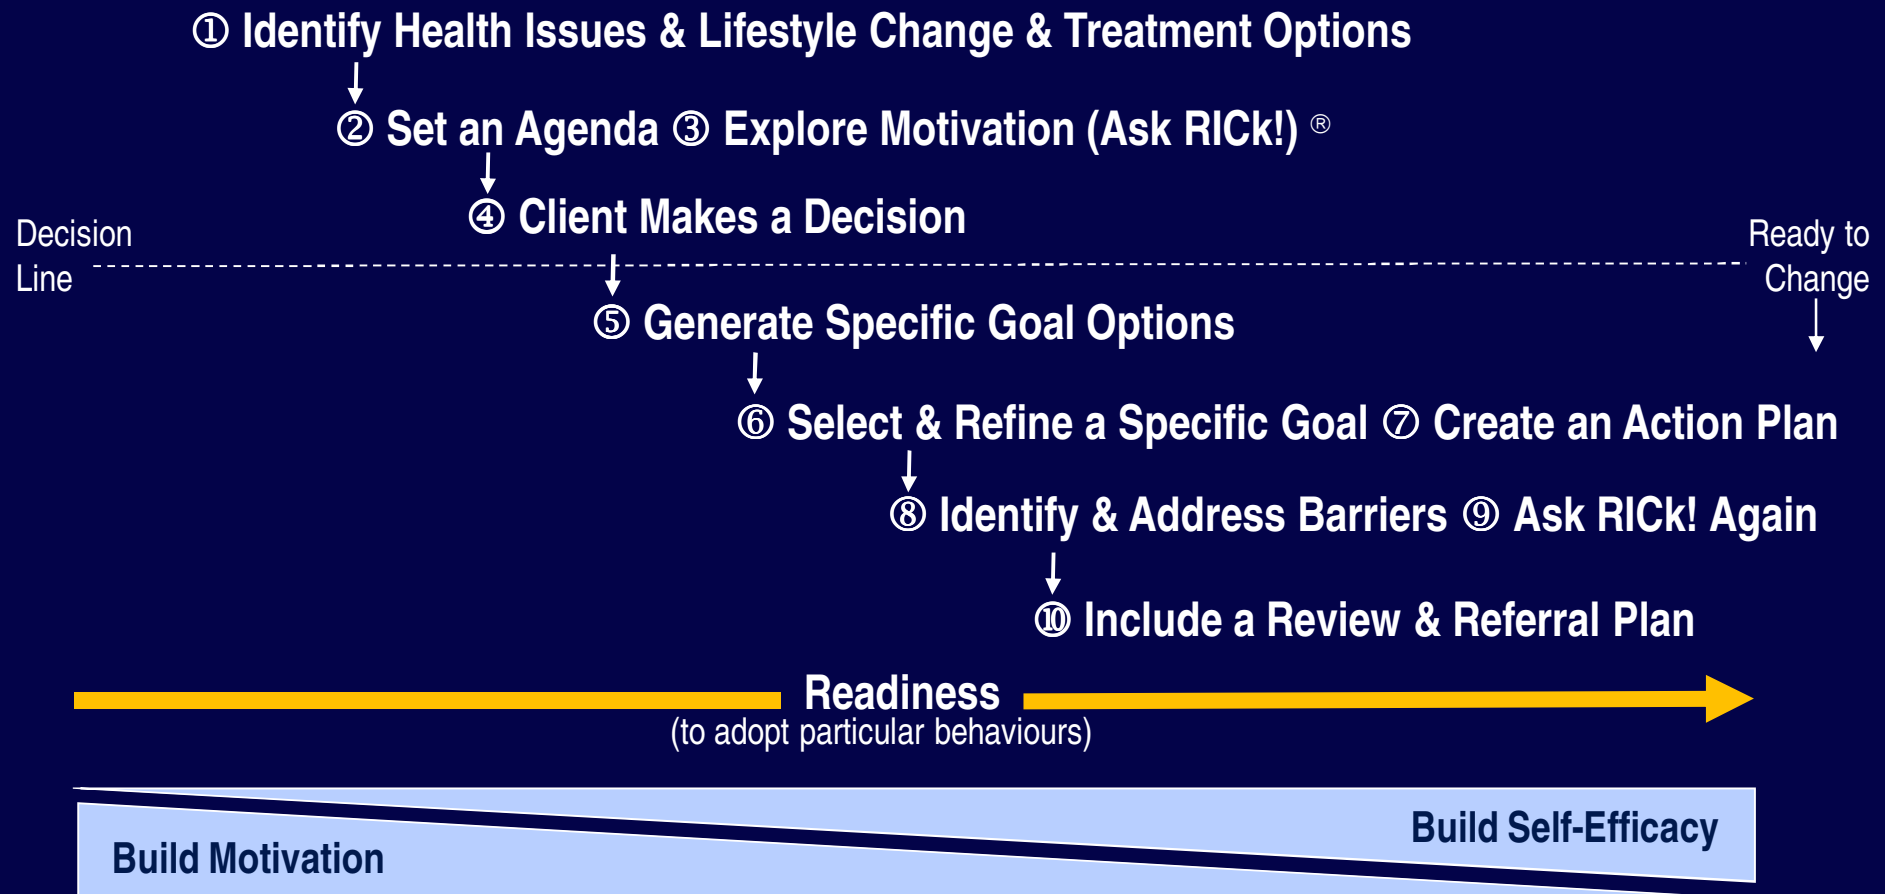 ① Identify Health Issues & Lifestyle Change & Treatment Options
② Set an Agenda ③ Explore Motivation (Ask RICk!) ®
④ Client Makes a Decision
Decision
Line
Ready to
Change
⑤ Generate Specific Goal Options
⑥ Select & Refine a Specific Goal ⑦ Create an Action Plan
⑧ Identify & Address Barriers ⑨ Ask RICk! Again
⑩ Include a Review & Referral Plan
Readiness
(to adopt particular behaviours)
Build Self-Efficacy
Build Motivation